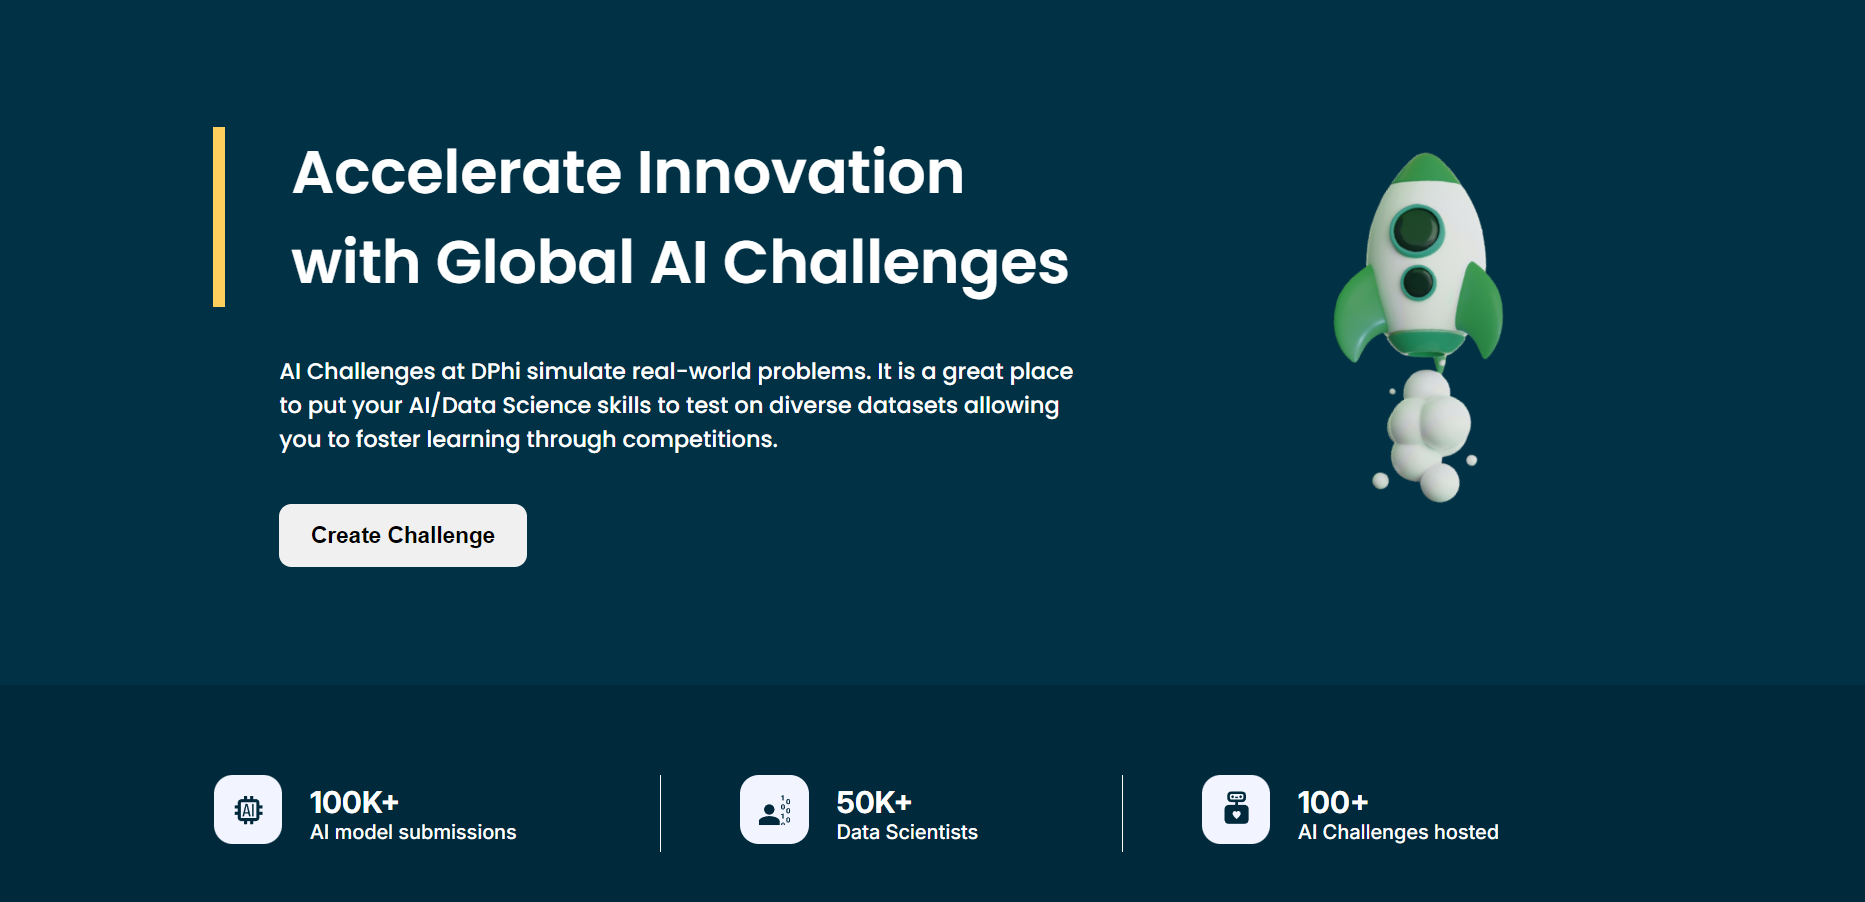 Accelerate Innovation
with Global AI Challenges
AI Challenges at DPhi simulate real-world problems. It is a great place
to put your AI/Data Science skills to test on diverse datasets allowing
you to foster learning through competitions.
Create Challenge
AI
100K+
AI model submissions
50K+
Data Scientists
100+
AI Challenges hosted